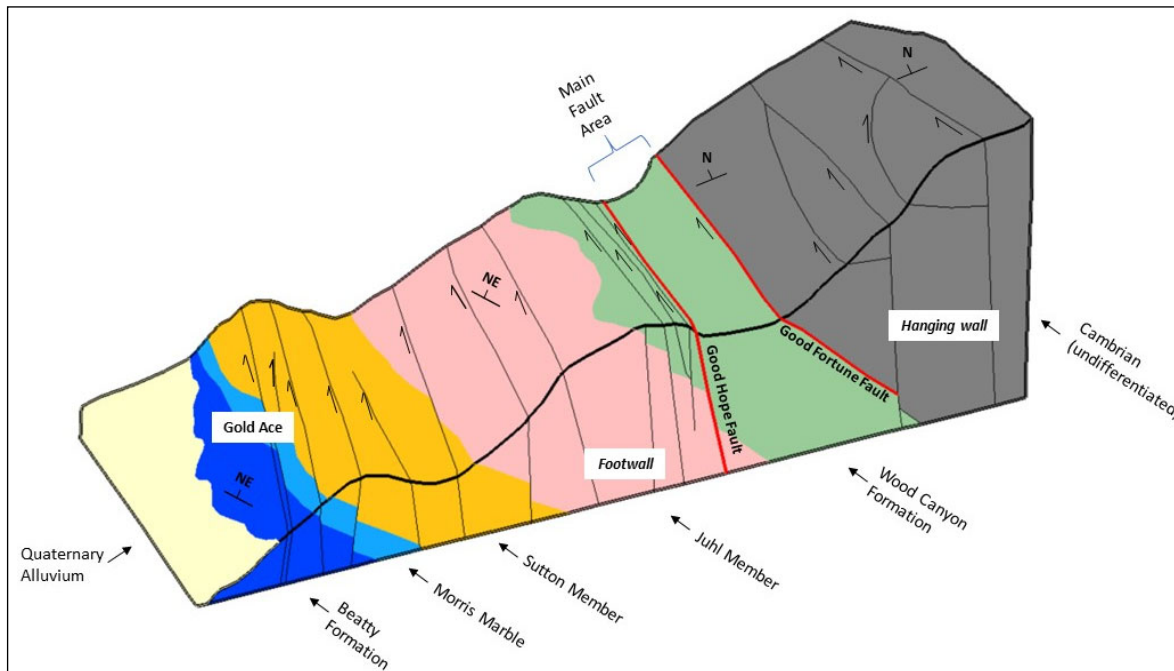 Main
Fault
Area
N
N
NE
Hanging wall
Good Fortune Fault
Good Hope Fault
Cambrian
(undifferentiated)
Gold Ace
Footwall
NE
Wood Canyon
Formation
Juhl Member
Sutton Member
Quaternary
Alluvium
Morris Marble
Beatty
Formation